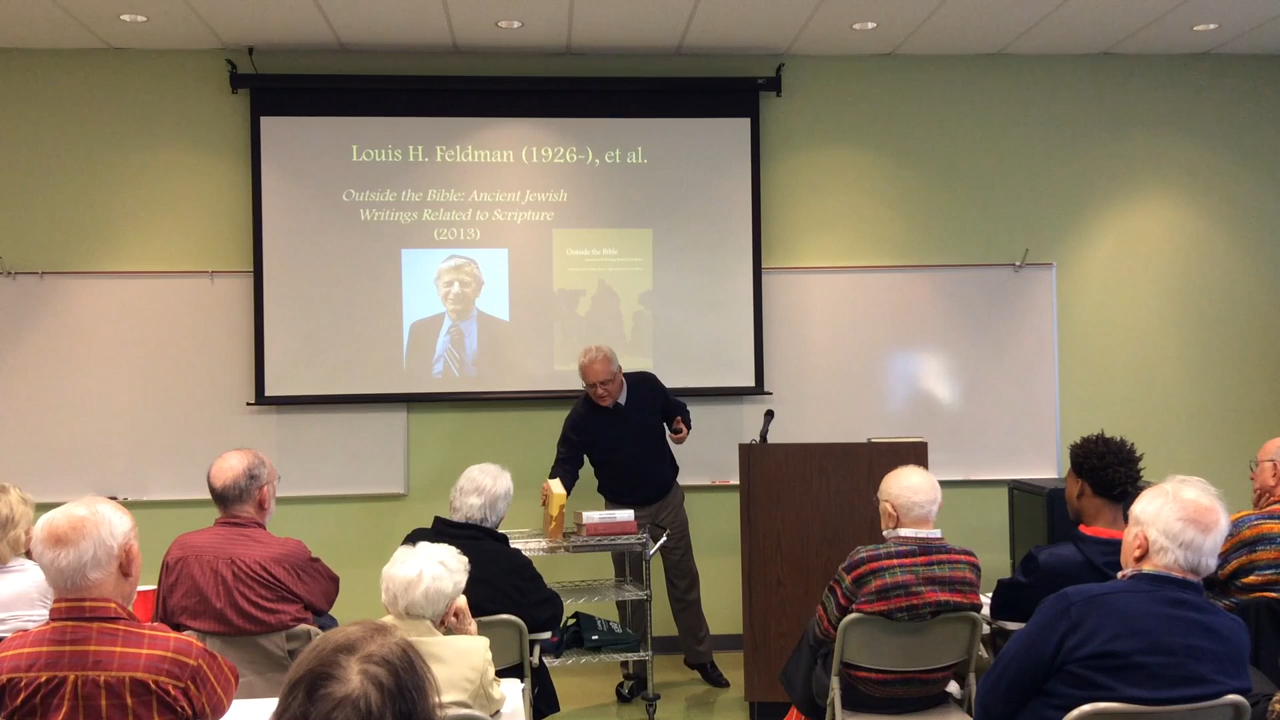 Louis H. Feldman (1926-), et al.
Outside the Bible: Ancient Jewish
Writings Related to Scripture
(2013)
Outside the Bible